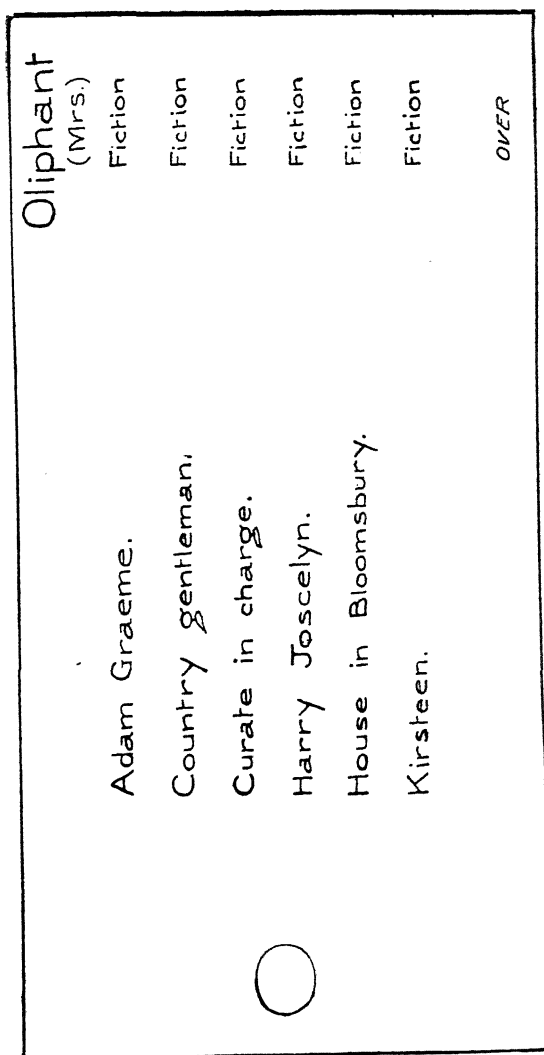 Oliphant
(Mrs.)
Adam Graeme. Fiction
Country gentleman. Fiction
Curate in charge. Fiction
Harry Joscelyn. Fiction
House in Bloomsbury. Fiction
Kirsteen. Fiction
OVER